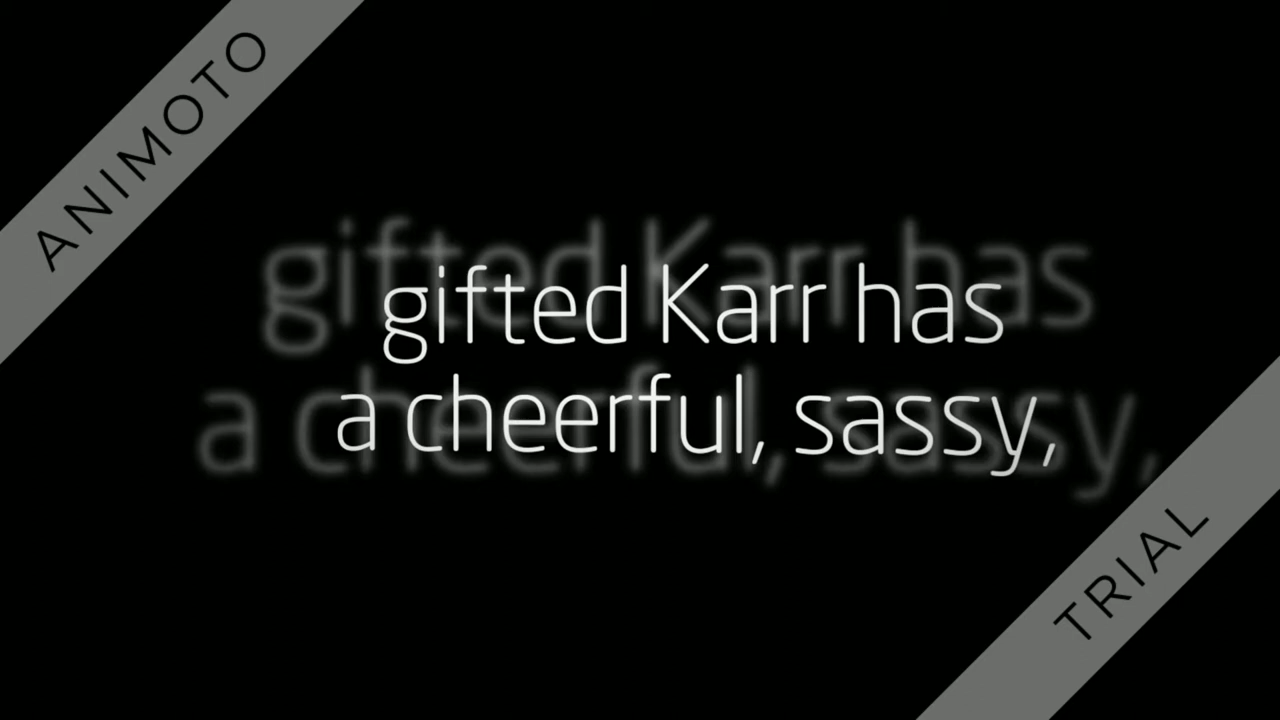 ANIMOTO
gifted Karr has
a cheerful, sassy,
TRIAL